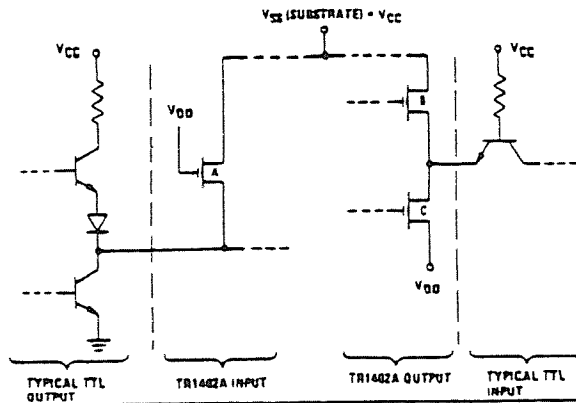 VSS (SUBSTRATE) = VCC
VCC
VCC
VDD
A
B
C
VDD
TYPICAL TTL OUTPUT
TR1402A INPUT
TR1402A OUTPUT
TYPICAL TTL INPUT